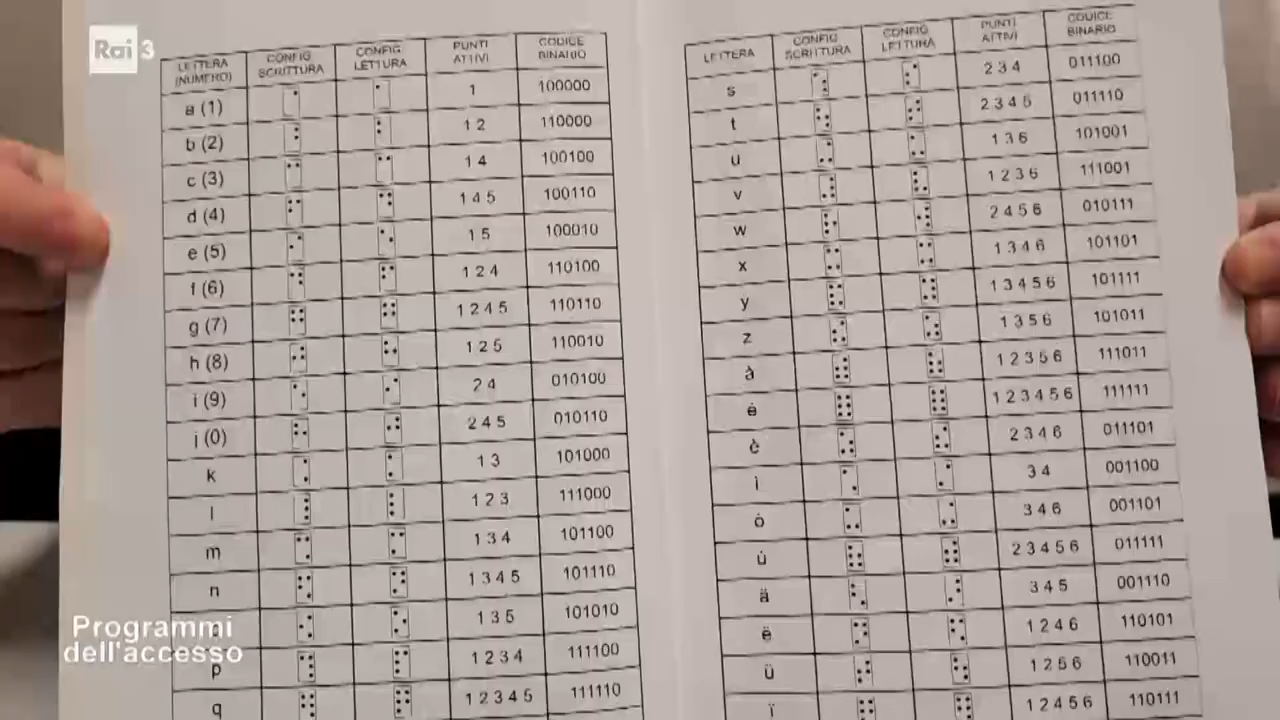 Rai 3
LETTERA (NUMERO) CONFIG SCRITTURA CONFIG LETTURA PUNTI ATTIVI CODICE BINARIO
a (1) 1 100000
b (2) 1 2 110000
c (3) 1 4 100100
d (4) 1 4 5 100110
e (5) 1 5 100010
f (6) 1 2 4 110100
g (7) 1 2 4 5 110110
h (8) 1 2 5 110010
i (9) 2 4 010100
j (0) 2 4 5 010110
k 1 3 101000
l 1 2 3 111000
m 1 3 4 101100
n 1 3 4 5 101110
1 3 5 101010
p 1 2 3 4 111100
q 1 2 3 4 5 111110
LETTERA CONFIG SCRITTURA CONFIG LETTURA PUNTI ATTIVI CODICE BINARIO
s 2 3 4 011100
t 2 3 4 5 011110
u 1 3 6 101001
v 1 2 3 6 111001
w 2 4 5 6 010111
x 1 3 4 6 101101
y 1 3 4 5 6 101111
z 1 3 5 6 101011
à 1 2 3 5 6 111011
é 1 2 3 4 5 6 111111
è 2 3 4 6 011101
ì 3 4 001100
ò 3 4 6 001101
ù 2 3 4 5 6 011111
ä 3 4 5 001110
ë 1 2 4 6 110101
ü 1 2 5 6 110011
ï 1 2 4 5 6 110111
Programmi
dell'accesso